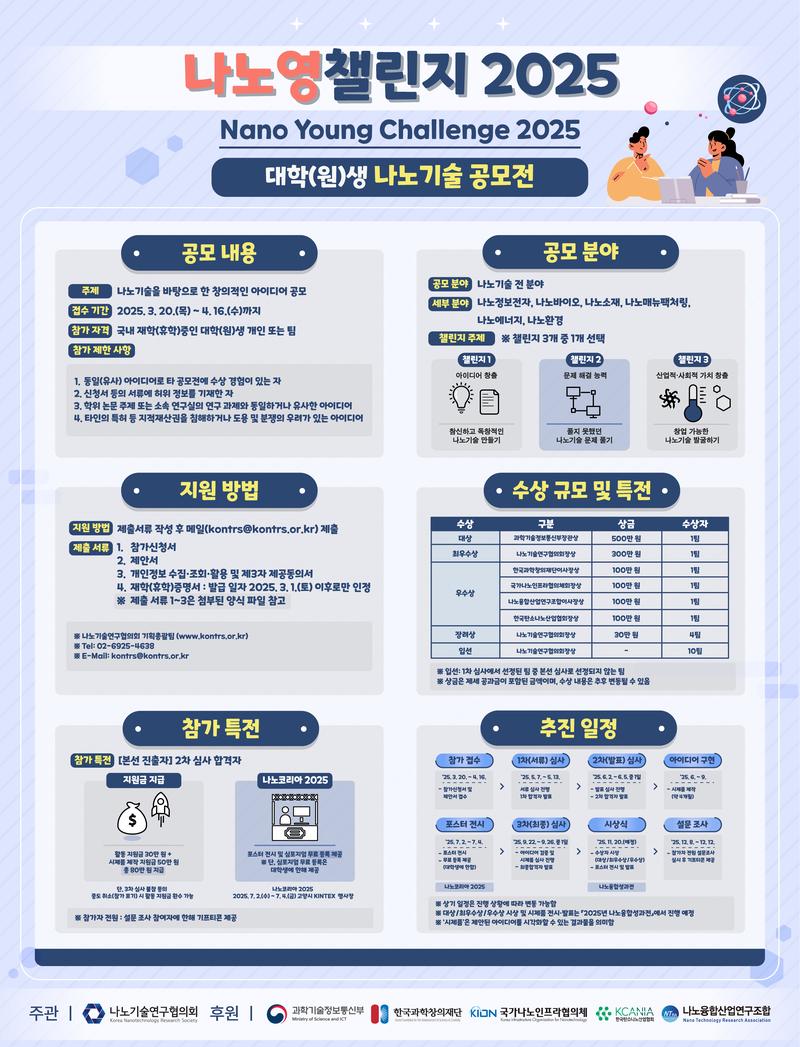 나노영챌린지 2025
Nano Young Challenge 2025
대학(원)생 나노기술 공모전
공모 내용
주제 나노기술을 바탕으로 한 창의적인 아이디어 공모
접수 기간 2025. 3. 20.(목) ~ 4. 16.(수)까지
참가 자격 국내 재학(휴학)중인 대학(원)생 개인 또는 팀
참가 제한 사항
1. 동일(유사) 아이디어로 타 공모전에 수상 경험이 있는 자
2. 신청서 등의 서류에 허위 정보를 기재한 자
3. 학위 논문 주제 또는 소속 연구실의 연구 과제와 동일하거나 유사한 아이디어
4. 타인의 특허 등 지적재산권을 침해하거나 도용 및 분쟁의 우려가 있는 아이디어
공모 분야
공모 분야 나노기술 전 분야
세부 분야 나노정보전자, 나노바이오, 나노소재, 나노매뉴팩처링,
나노에너지, 나노환경
챌린지 주제 ※ 챌린지 3개 중 1개 선택
챌린지 1
아이디어 창출
참신하고 독창적인
나노기술 만들기
챌린지 2
문제 해결 능력
풀지 못했던
나노기술 문제 풀기
챌린지 3
산업적·사회적 가치 창출
창업 가능한
나노기술 발굴하기
지원 방법
지원 방법 제출서류 작성 후 메일(kontrs@kontrs.or.kr) 제출
제출 서류 1. 참가신청서
2. 제안서
3. 개인정보 수집·조회·활용 및 제3자 제공동의서
4. 재학(휴학)증명서 : 발급 일자 2025. 3. 1.(토) 이후로만 인정
※ 제출 서류 1~3은 첨부된 양식 파일 참고
※ 나노기술연구협의회 기획총괄팀 (www.kontrs.or.kr)
※ Tel: 02-6925-4638
※ E-Mail: kontrs@kontrs.or.kr
수상 규모 및 특전
수상 구분 상금 수상자
대상 과학기술정보통신부장관상 500만 원 1팀
최우수상 나노기술연구협의회장상 300만 원 1팀
우수상 한국과학창의재단이사장상 100만 원 1팀
국가나노인프라협의체회장상 100만 원 1팀
나노융합산업연구조합이사장상 100만 원 1팀
한국탄소나노산업협회장상 100만 원 1팀
장려상 나노기술연구협의회장상 30만 원 4팀
입선 나노기술연구협의회장상 - 10팀
※ 입선: 1차 심사에서 선정된 팀 중 본선 심사로 선정되지 않는 팀
※ 상금은 제세 공과금이 포함된 금액이며, 수상 내용은 추후 변동될 수 있음
참가 특전
참가 특전 [본선 진출자] 2차 심사 합격자
지원금 지급
활동 지원금 30만 원 +
시제품 제작 지원금 50만 원
총 80만 원 지급
단, 3차 심사 불참 등의
중도 취소(참가 포기) 시 활동 지원금 환수 가능
나노코리아 2025
포스터 전시 및 심포지엄 무료 등록 제공
※ 단, 심포지엄 무료 등록은
대학생에 한해 제공
나노코리아 2025
2025. 7. 2.(수) ~ 7. 4.(금) 고양시 KINTEX 행사장
※ 참가자 전원 : 설문 조사 참여자에 한해 기프티콘 제공
추진 일정
참가 접수
'25. 3. 20. ~ 4. 16.
- 참가신청서 및
제안서 접수
1차(서류) 심사
'25. 5. 7. ~ 5. 13.
서류 심사 진행
1차 합격자 발표
2차(발표) 심사
'25. 6. 2. ~ 6. 5. 중 1일
- 발표 심사 진행
- 2차 합격자 발표
아이디어 구현
'25. 6. ~ 9.
- 시제품 제작
(약 4개월)
포스터 전시
'25. 7. 2. ~ 7. 4.
- 포스터 전시
- 무료 등록 제공
(대학생에 한함)
나노코리아 2025
3차(최종) 심사
'25. 9. 22. ~ 9. 26. 중 1일
- 아이디어 검증 및
시제품 심사 진행
- 최종합격자 발표
시상식
'25. 11. 20.(예정)
- 수상자 시상
(대상/최우수상/우수상)
- 포스터 및 시제품 전시
나노융합성과전
설문 조사
'25. 12. 8. ~ 12. 12.
- 참가자 전원 설문조사
실시 후 기프티콘 제공
※ 상기 일정은 진행 상황에 따라 변동 가능함
※ 대상/최우수상/우수상 시상 및 시제품 전시·발표는 『2025년 나노융합성과전』에서 진행 예정
※ '시제품'은 제안된 아이디어를 시각화할 수 있는 결과물을 의미함
주관 | 나노기술연구협의회
Korea Nanotechnology Research Society
후원 | 과학기술정보통신부
Ministry of Science and ICT
한국과학창의재단
KION 국가나노인프라협의체
KCANIA
한국탄소나노산업협회
나노융합산업연구조합
Nano Technology Research Association